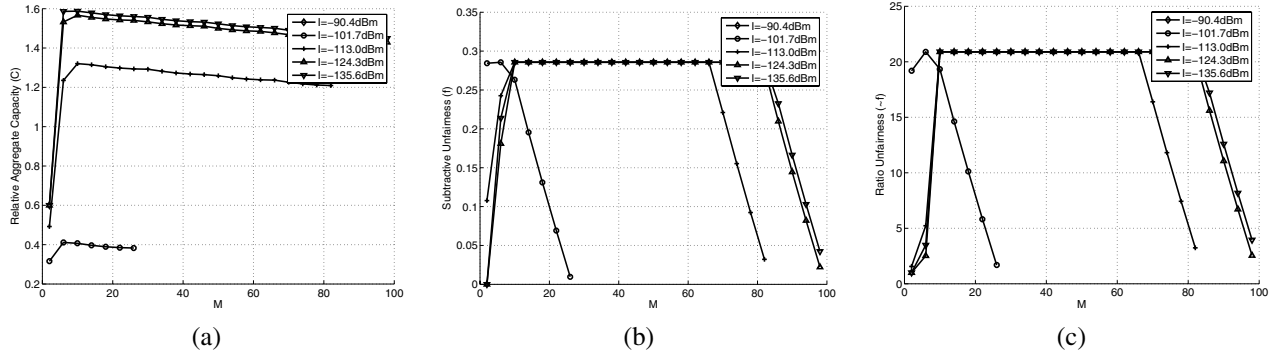 1.6
1.4
1.2
1
0.8
0.6
0.4
0.2
0
20
40
60
80
100
M
Relative Aggregate Capacity (C)
I=−90.4dBm
I=−101.7dBm
I=−113.0dBm
I=−124.3dBm
I=−135.6dBm
(a)
0.35
0.3
0.25
0.2
0.15
0.1
0.05
0
0
20
40
60
80
100
M
Subtractive Unfairness (f)
I=−90.4dBm
I=−101.7dBm
I=−113.0dBm
I=−124.3dBm
I=−135.6dBm
(b)
25
20
15
10
5
0
0
20
40
60
80
100
M
Ratio Unfairness (~f)
I=−90.4dBm
I=−101.7dBm
I=−113.0dBm
I=−124.3dBm
I=−135.6dBm
(c)